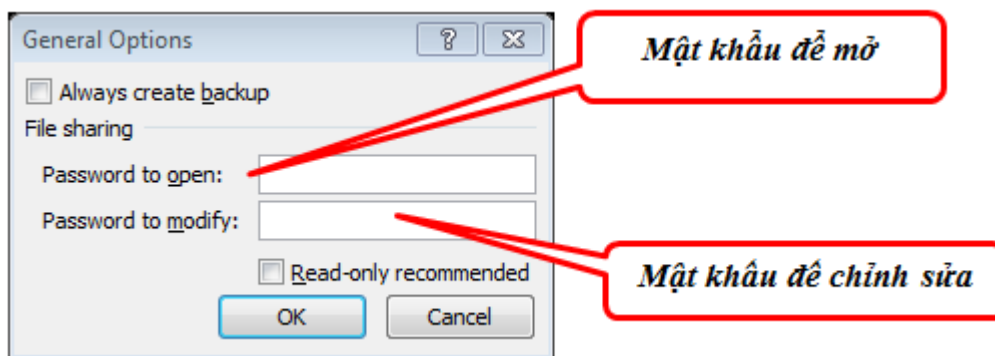 General Options
Always create backup
File sharing
Password to open:
Password to modify:
Read-only recommended
OK
Cancel
Mật khẩu để mở
Mật khẩu để chỉnh sửa